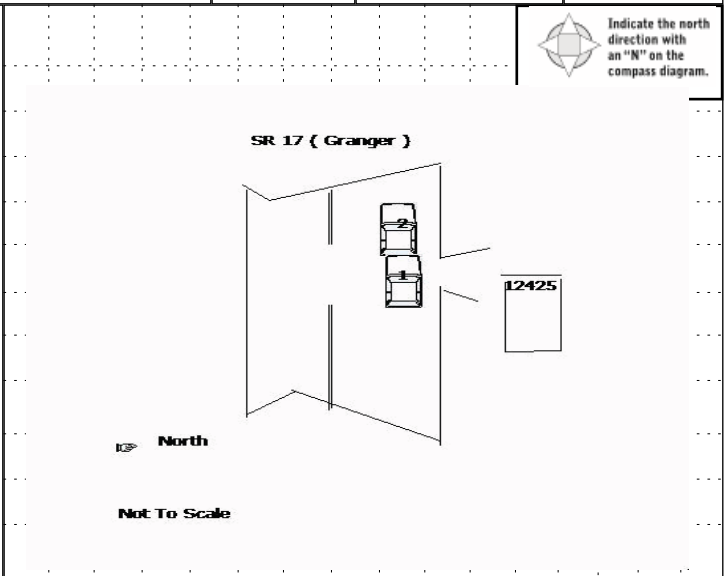 Indicate the north
direction with
an "N" on the
compass diagram.
SR 17 ( Granger )
2
1
12425
North
Not To Scale